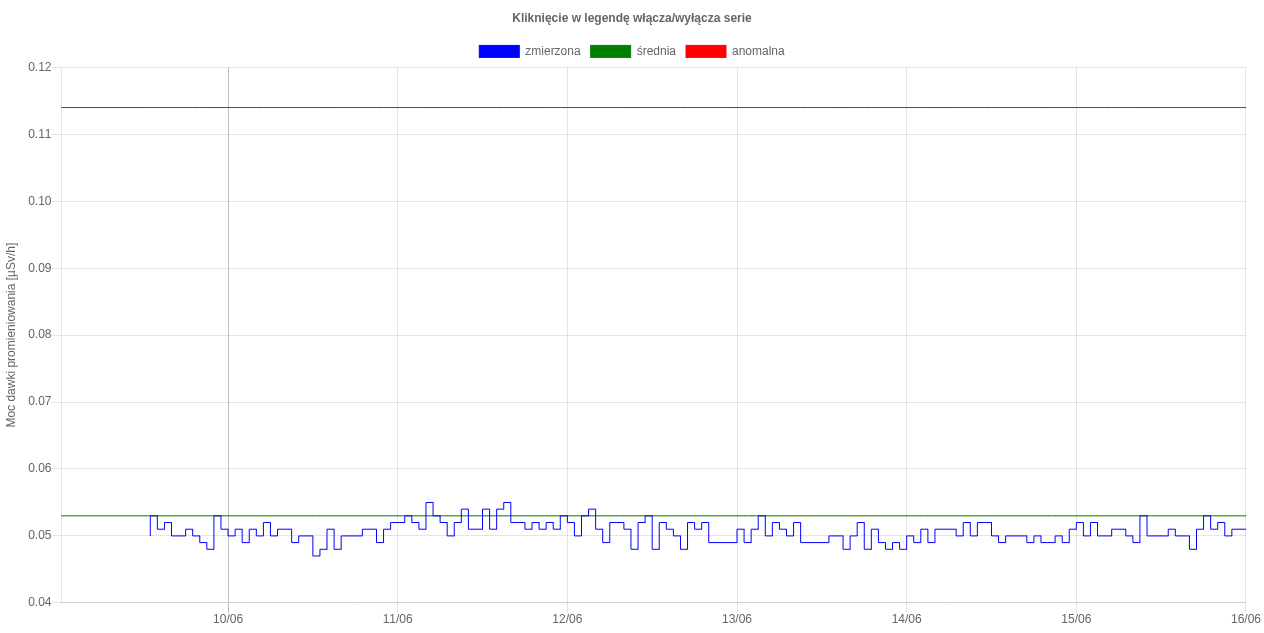 Kliknięcie w legendę włącza/wyłącza serie
zmierzona średnia anomalna
Moc dawki promieniowania [µSv/h]
0.12
0.11
0.10
0.09
0.08
0.07
0.06
0.05
0.04
10/06 11/06 12/06 13/06 14/06 15/06 16/06